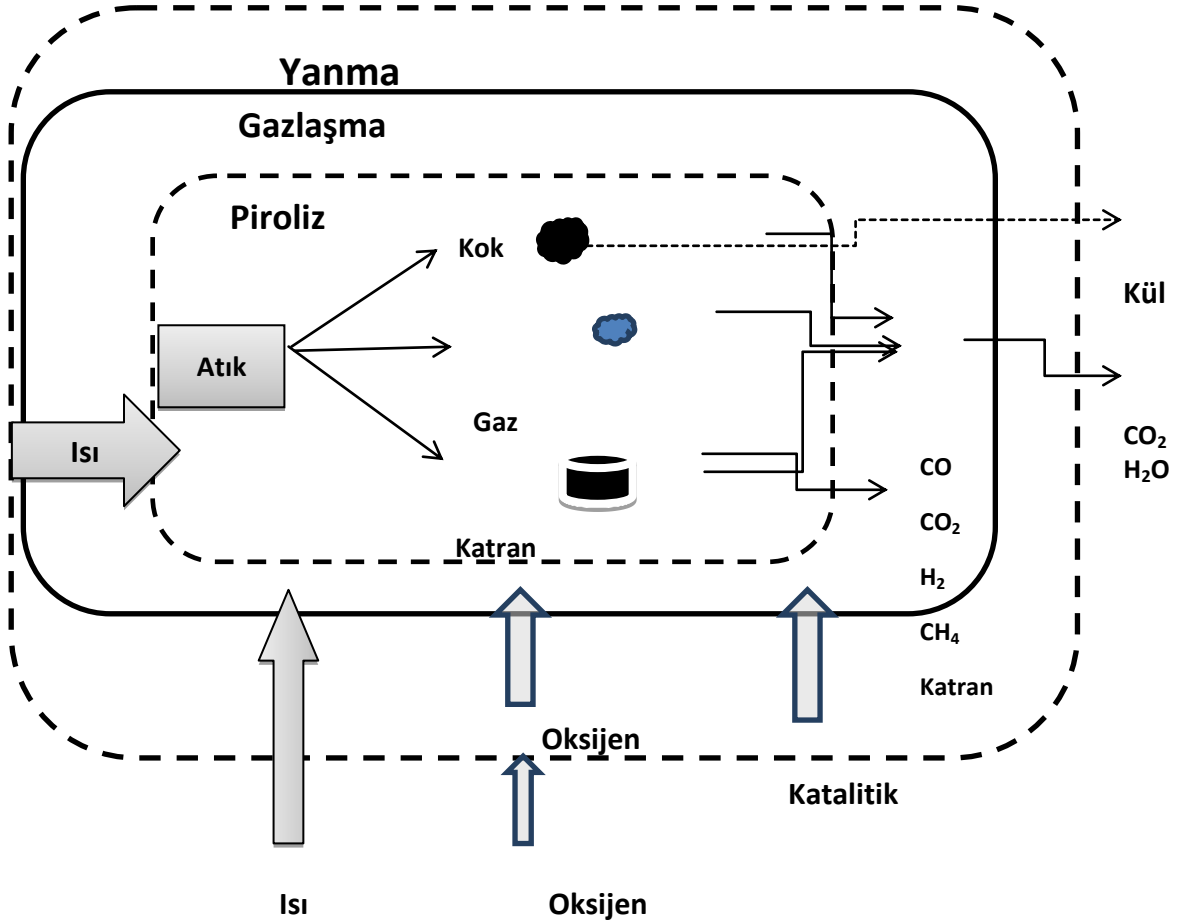 Yanma
Gazlaşma
Piroliz
Kok
Kül
Atık
Gaz
Isı
CO₂
H₂O
CO
CO₂
H₂
CH₄
Katran
Katran
Oksijen
Katalitik
Isı
Oksijen